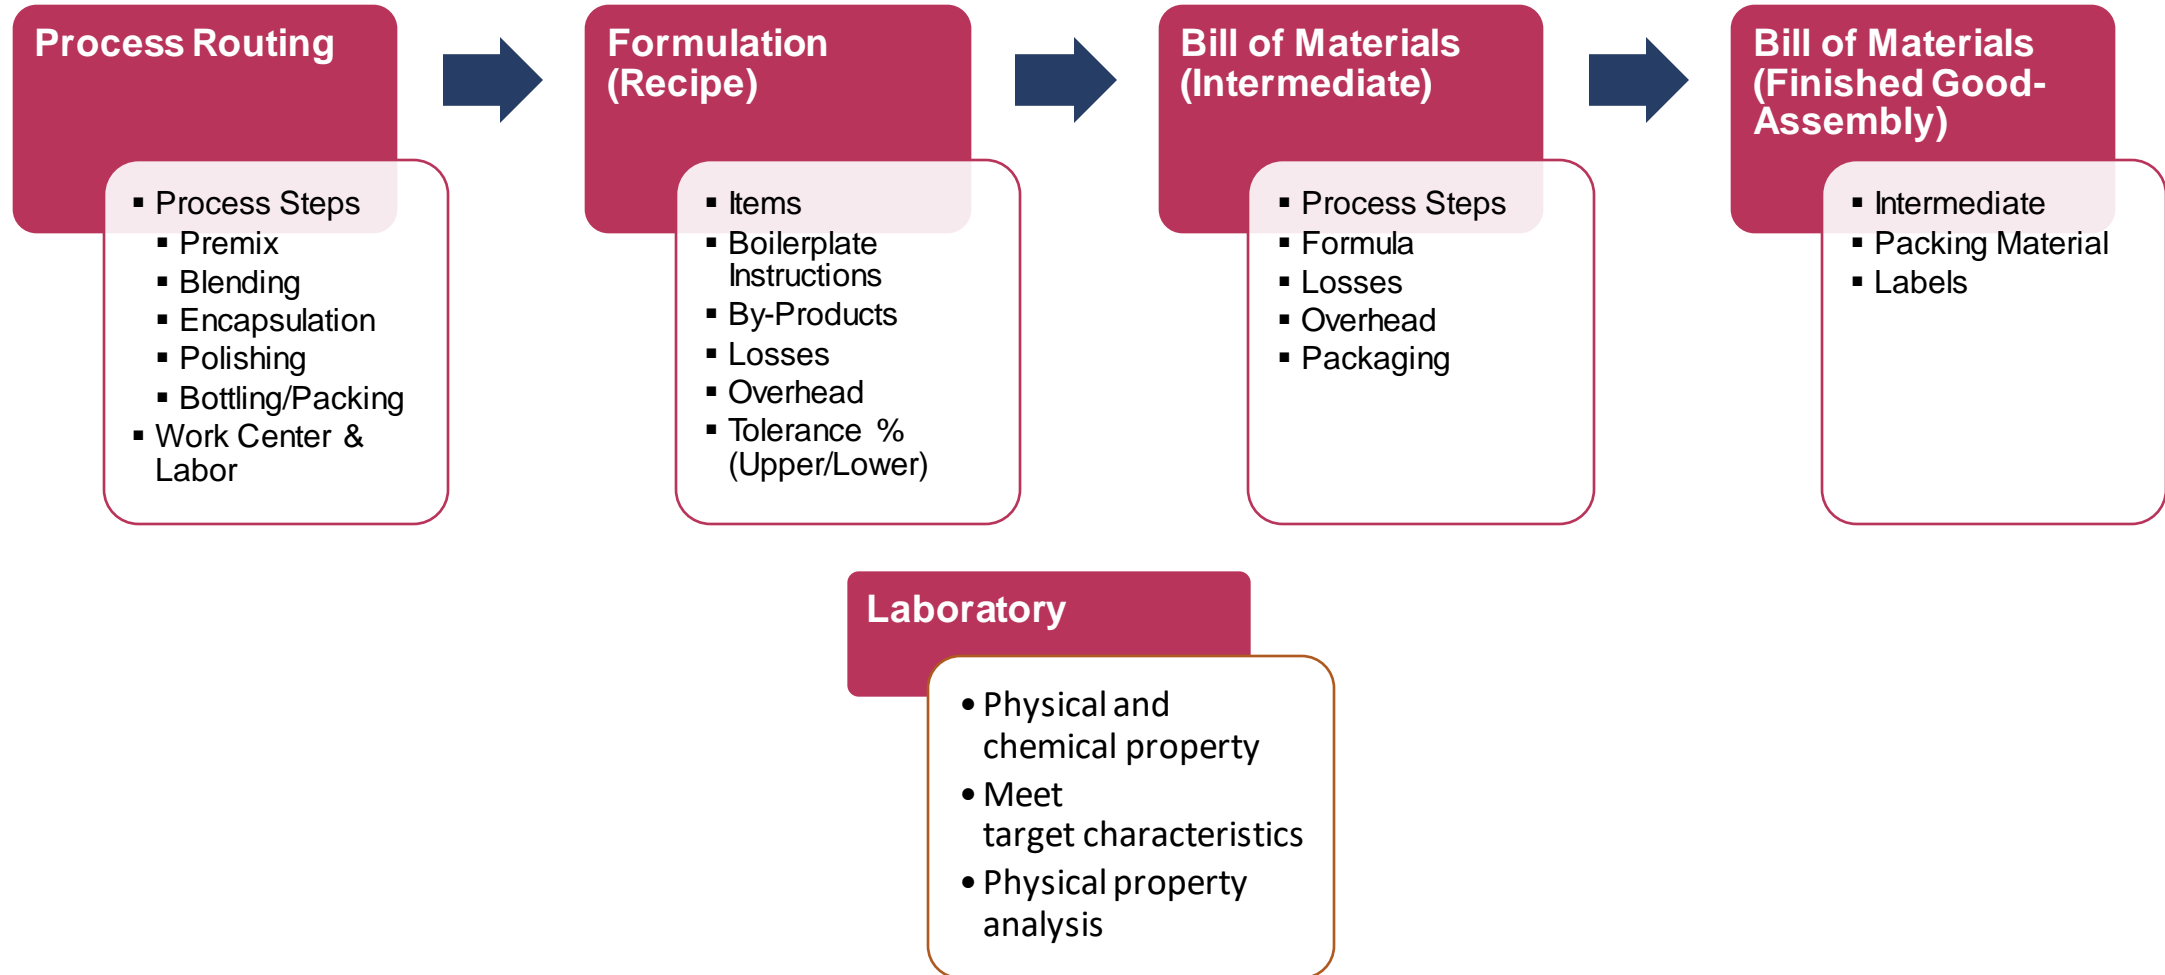 Process Routing
▪ Process Steps
▪ Premix
▪ Blending
▪ Encapsulation
▪ Polishing
▪ Bottling/Packing
▪ Work Center &
Labor
Formulation
(Recipe)
▪ Items
▪ Boilerplate
Instructions
▪ By-Products
▪ Losses
▪ Overhead
▪ Tolerance %
(Upper/Lower)
Bill of Materials
(Intermediate)
▪ Process Steps
▪ Formula
▪ Losses
▪ Overhead
▪ Packaging
Bill of Materials
(Finished Good-
Assembly)
▪ Intermediate
▪ Packing Material
▪ Labels
Laboratory
• Physical and
chemical property
• Meet
target characteristics
• Physical property
analysis